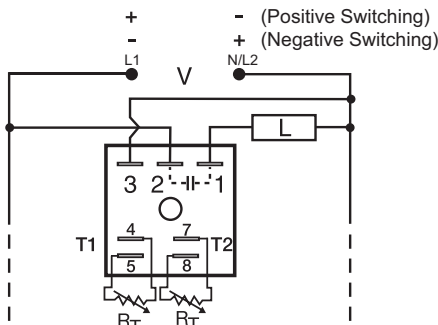 + - (Positive Switching)
- + (Negative Switching)
L1 V N/L2
L
3 2 1
T1 4 7 T2
5 8
RT RT